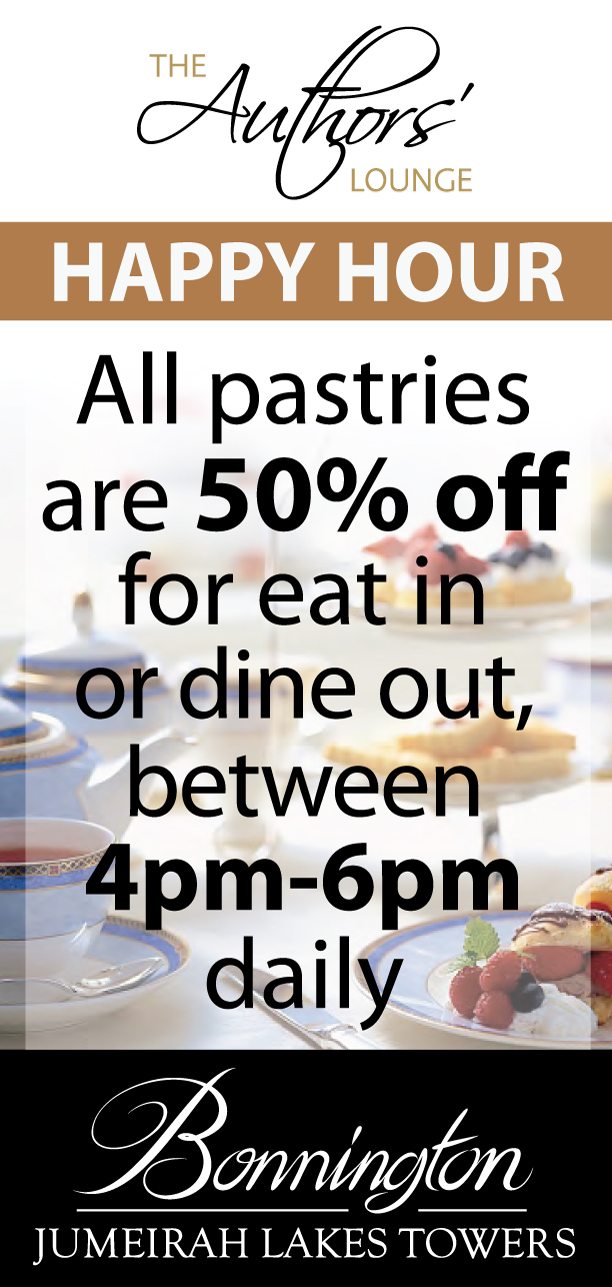 THE
Authors'
LOUNGE
HAPPY HOUR
All pastries
are 50% off
for eat in
or dine out,
between
4pm-6pm
daily
Bonnington
JUMEIRAH LAKES TOWERS